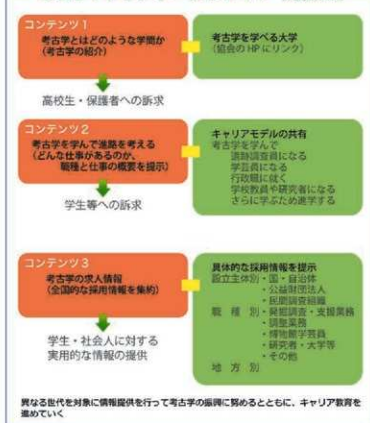 コンテンツ1
考古学とはどのような学問か
(考古学の紹介)
考古学を学べる大学
(協会の HP にリンク)
高校生・保護者への訴求
コンテンツ2
考古学を学んで進路を考える
(どんな仕事があるのか、
職種と仕事の概要を提示)
キャリアモデルの共有
考古学を学んで
遺跡調査員になる
学芸員になる
行政職に就く
学校教員や研究者になる
さらに学ぶため進学する
学生等への訴求
コンテンツ3
考古学の求人情報
(全国的な採用情報を集約)
具体的な採用情報を提示
設立主体別・国・自治体
・公益財団法人
・民間調査組織
職 種 別・発掘調査・支援業務
・調整業務
・博物館学芸員
・研究者・大学等
・その他
地 方 別
学生・社会人に対する
実用的な情報の提供
異なる世代を対象に情報提供を行って考古学の振興に努めるとともに、キャリア教育を
進めていく